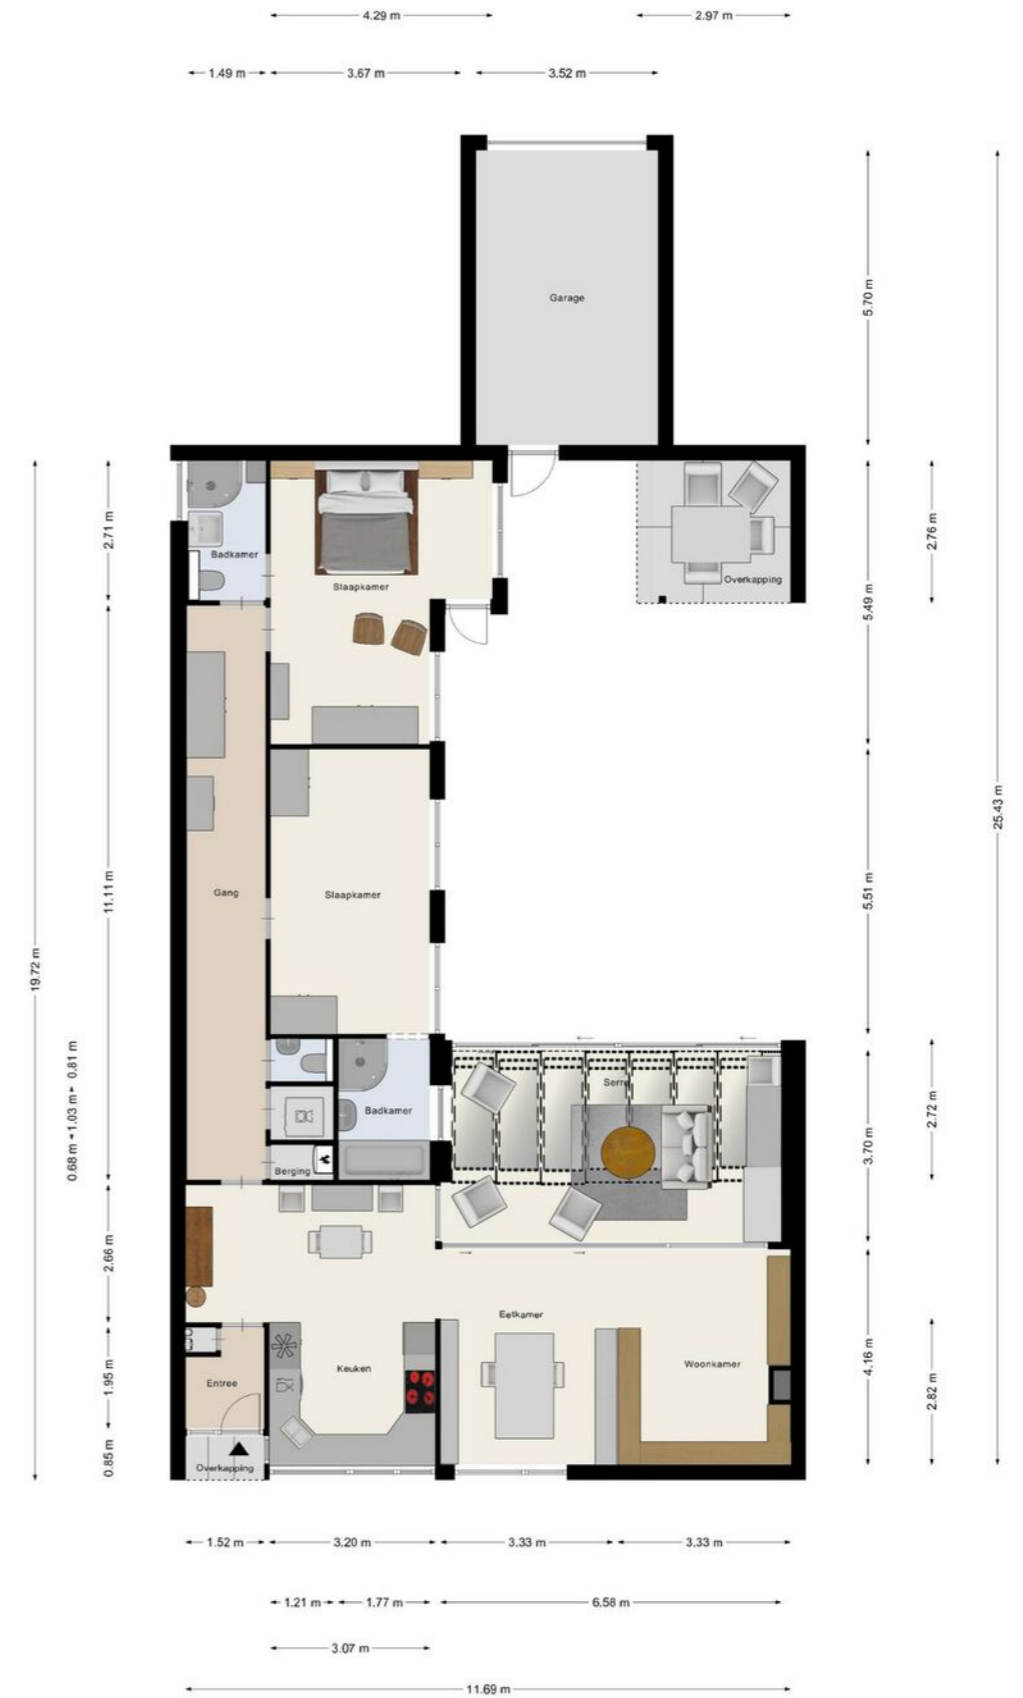 4.29 m
2.97 m
1.49 m
3.67 m
3.52 m
Garage
5.70 m
25.43 m
19.72 m
2.71 m
Badkamer
Slaapkamer
Overkapping
2.76 m
5.49 m
11.11 m
Gang
Slaapkamer
5.51 m
0.68 m
1.03 m
0.81 m
Badkamer
Berging
Serre
3.70 m
2.72 m
2.66 m
Eetkamer
Keuken
Woonkamer
4.16 m
2.82 m
1.95 m
Entree
0.85 m
Overkapping
1.52 m
3.20 m
3.33 m
3.33 m
1.21 m
1.77 m
6.58 m
3.07 m
11.69 m